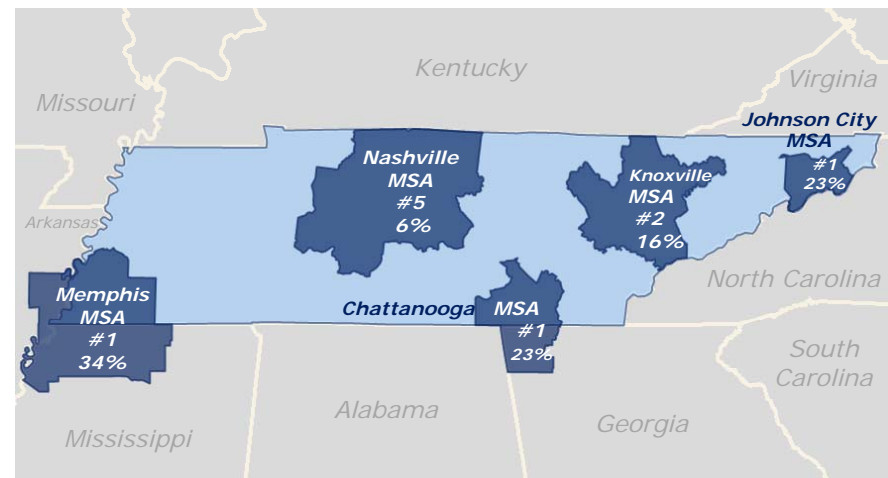 Kentucky
Virginia
Missouri
Johnson City
MSA
#1
23%
Nashville
MSA
#5
6%
Knoxville
MSA
#2
16%
Arkansas
North Carolina
Memphis
MSA
#1
34%
Chattanooga MSA
#1
23%
South
Carolina
Alabama
Georgia
Mississippi